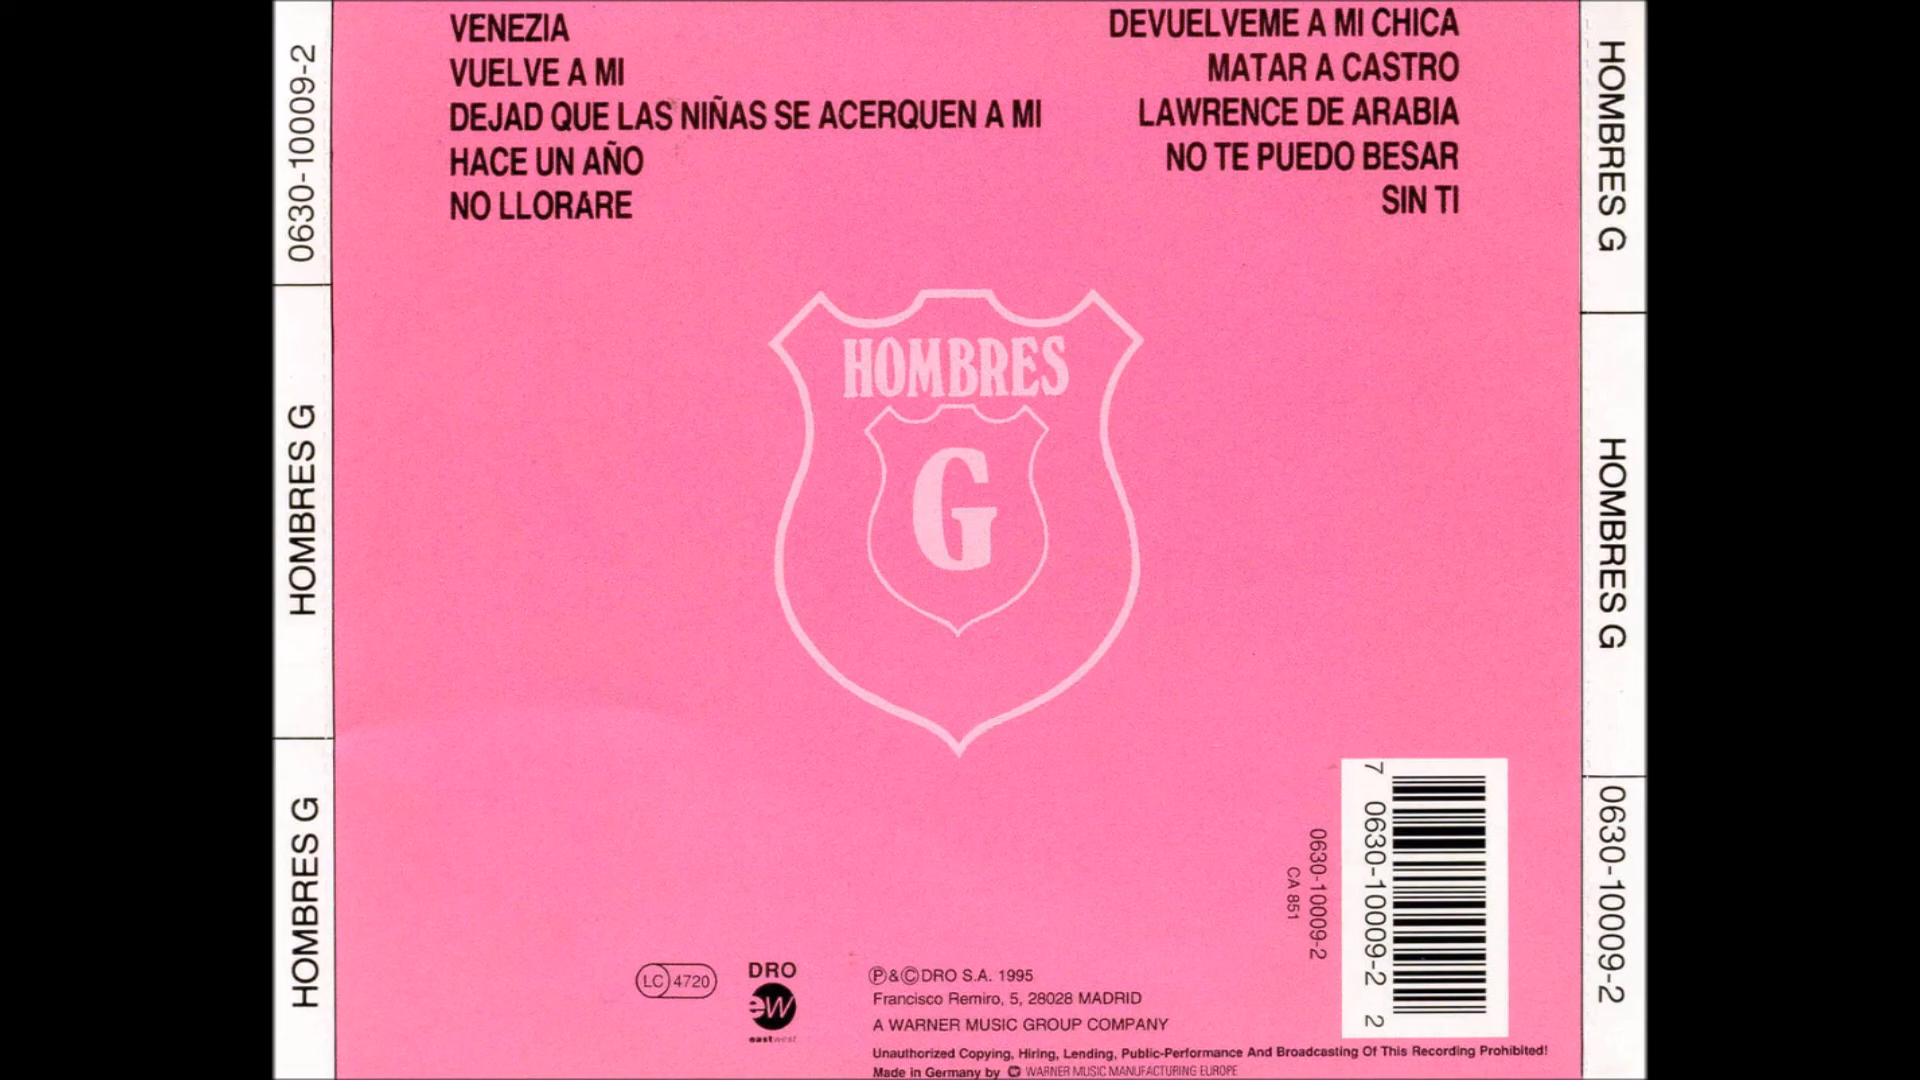 VENEZIA
VUELVE A MI
DEJAD QUE LAS NIÑAS SE ACERQUEN A MI
HACE UN AÑO
NO LLORARE
DEVUELVEME A MI CHICA
MATAR A CASTRO
LAWRENCE DE ARABIA
NO TE PUEDO BESAR
SIN TI
0630-10009-2
HOMBRES G
HOMBRES G
HOMBRES G
HOMBRES G
0630-10009-2
HOMBRES
G
7 0630-10009-2 2
0630-10009-2
CA 851
LC 4720
DRO
ew
eastwest
℗&©DRO S.A. 1995
Francisco Remiro, 5, 28028 MADRID
A WARNER MUSIC GROUP COMPANY
Unauthorized Copying, Hiring, Lending, Public-Performance And Broadcasting Of This Recording Prohibited!
Made in Germany by WARNER MUSIC MANUFACTURING EUROPE